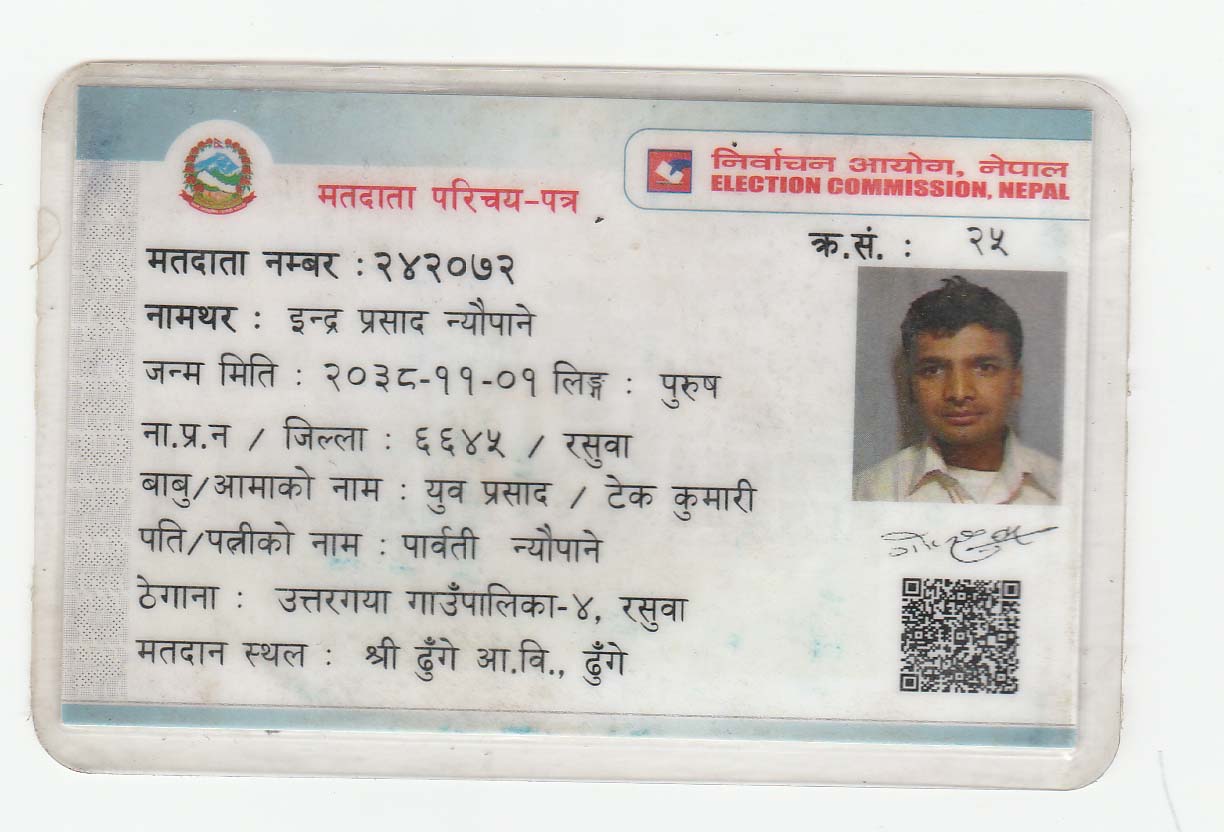 निर्वाचन आयोग, नेपाल
ELECTION COMMISSION, NEPAL
मतदाता परिचय-पत्र
क्र.सं. : २५
मतदाता नम्बर : २४२०७२
नामथर : इन्द्र प्रसाद न्यौपाने
जन्म मिति : २०३८-११-०१ लिङ्ग : पुरुष
ना.प्र.न / जिल्ला : ६६४५ / रसुवा
बाबु/आमाको नाम : युव प्रसाद / टेक कुमारी
पति/पत्नीको नाम : पार्वती न्यौपाने
ठेगाना : उत्तरगया गाउँपालिका-४, रसुवा
मतदान स्थल : श्री ढुँगे आ.वि., ढुँगे